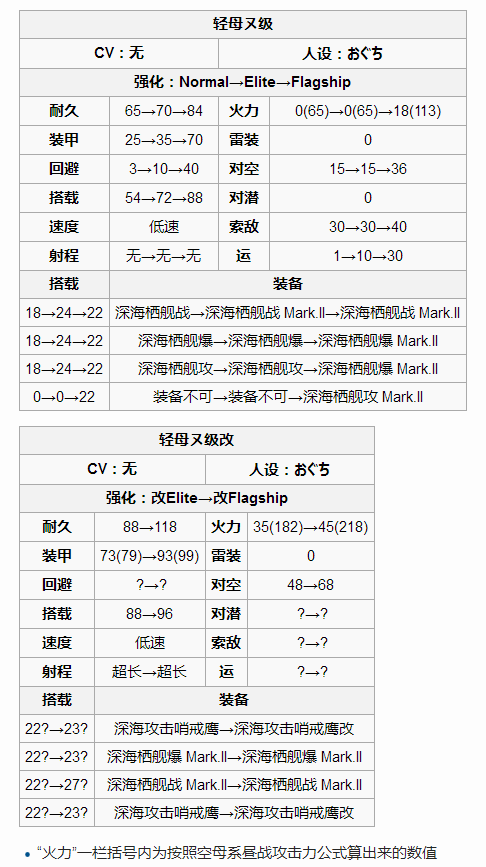 轻母ヌ级
CV：无 人设：おぐち
强化：Normal→Elite→Flagship
耐久 65→70→84 火力 0(65)→0(65)→18(113)
装甲 25→35→70 雷装 0
回避 3→10→40 对空 15→15→36
搭载 54→72→88 对潜 0
速度 低速 索敌 30→30→40
射程 无→无→无 运 1→10→30
搭载 装备
18→24→22 深海栖舰战→深海栖舰战 Mark.II→深海栖舰战 Mark.II
18→24→22 深海栖舰爆→深海栖舰爆→深海栖舰爆 Mark.II
18→24→22 深海栖舰攻→深海栖舰攻→深海栖舰爆 Mark.II
0→0→22 装备不可→装备不可→深海栖舰攻 Mark.II
轻母ヌ级改
CV：无 人设：おぐち
强化：改Elite→改Flagship
耐久 88→118 火力 35(182)→45(218)
装甲 73(79)→93(99) 雷装 0
回避 ?→? 对空 48→68
搭载 88→96 对潜 ?→?
速度 低速 索敌 ?→?
射程 超长→超长 运 ?→?
搭载 装备
22?→23? 深海攻击哨戒鹰→深海攻击哨戒鹰改
22?→23? 深海栖舰爆 Mark.II→深海栖舰爆 Mark.II
22?→27? 深海栖舰战 Mark.II→深海栖舰战 Mark.II
22?→23? 深海攻击哨戒鹰→深海攻击哨戒鹰改
• “火力”一栏括号内为按照空母系昼战攻击力公式算出来的数值